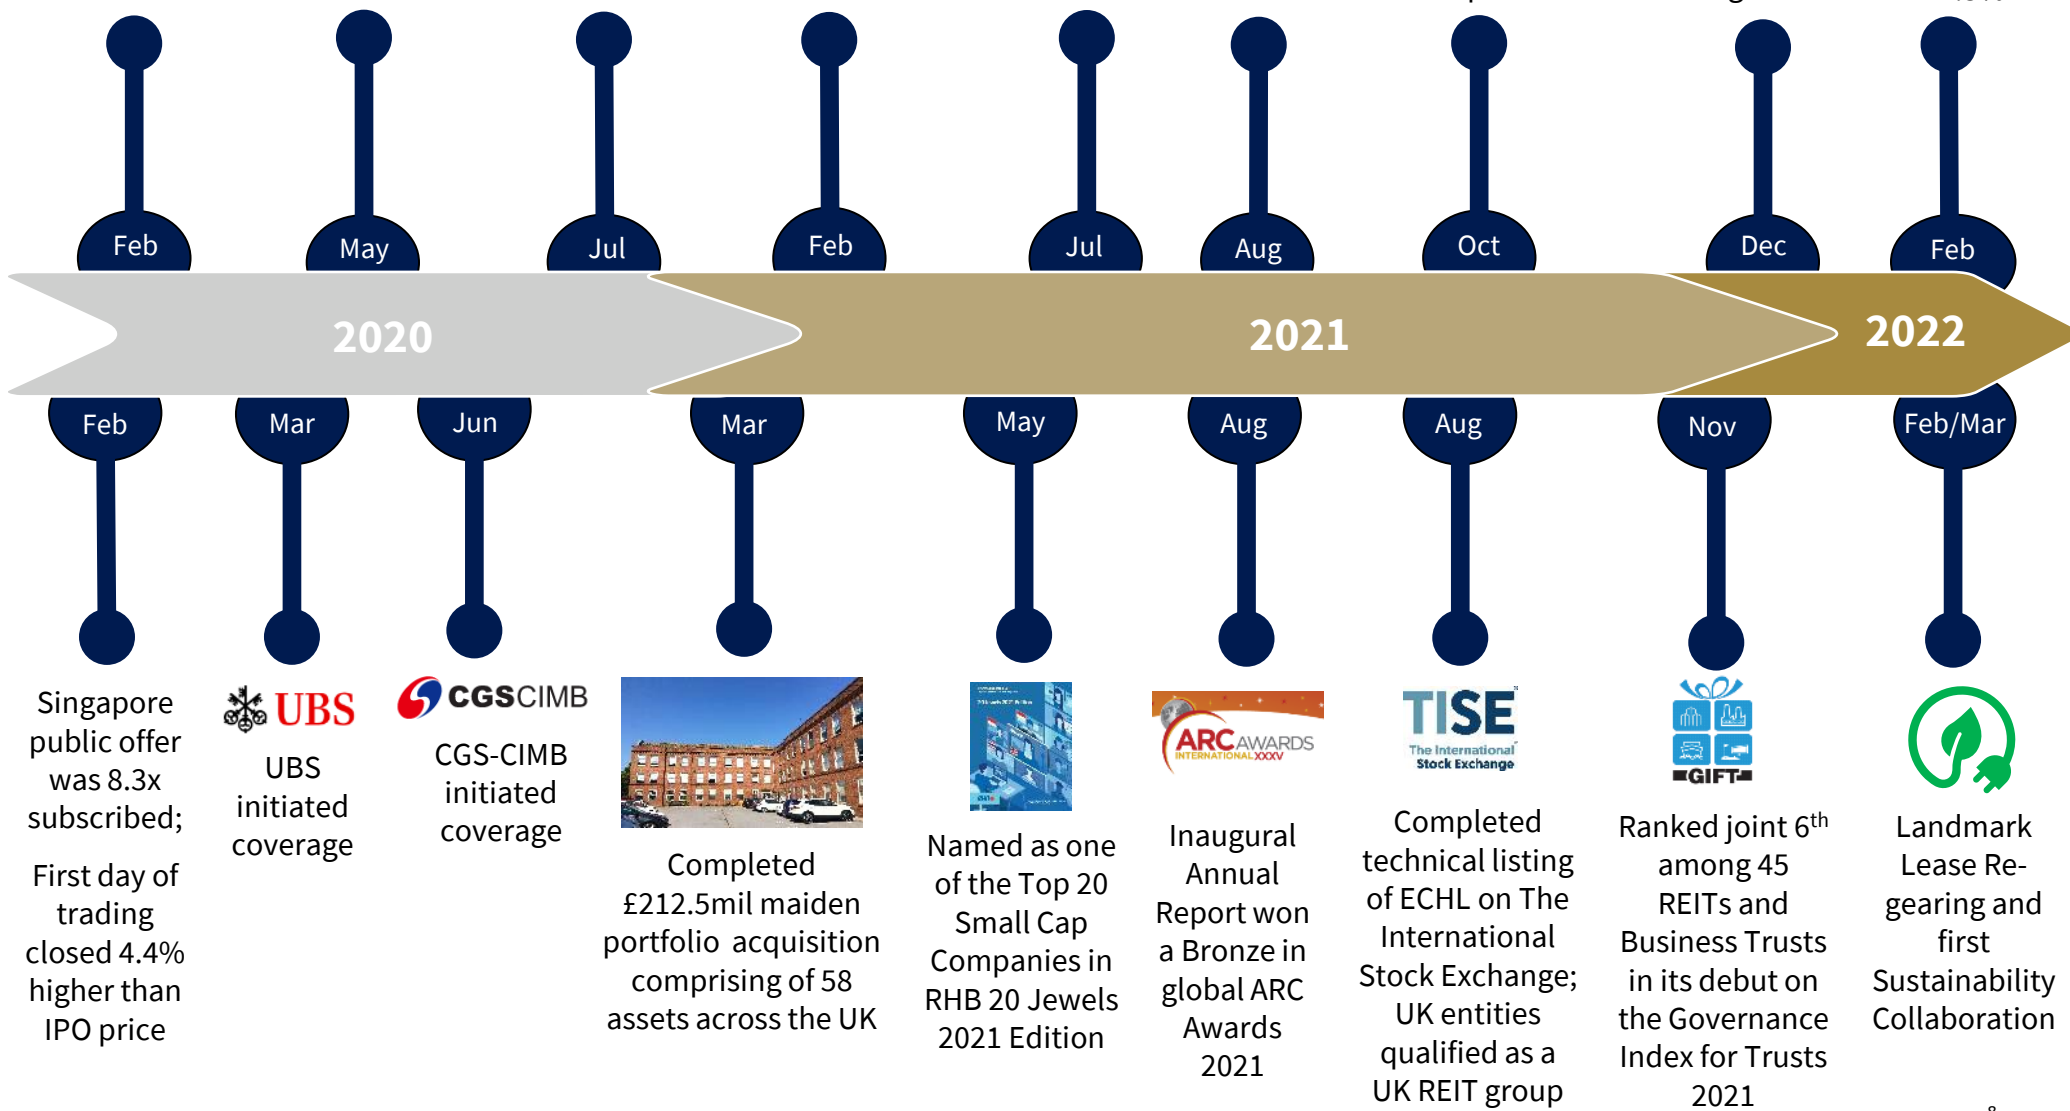 Feb
May
Jul
Feb
Jul
Aug
Oct
Dec
Feb
2020
2021
2022
Feb
Mar
Jun
Mar
May
Aug
Aug
Nov
Feb/Mar
Singapore
public offer
was 8.3x
subscribed;
First day of
trading
closed 4.4%
higher than
IPO price
UBS
UBS
initiated
coverage
CGSCIMB
CGS-CIMB
initiated
coverage
Completed
£212.5mil maiden
portfolio acquisition
comprising of 58
assets across the UK
Named as one
of the Top 20
Small Cap
Companies in
RHB 20 Jewels
2021 Edition
ARC AWARDS
INTERNATIONAL XXXV
Inaugural
Annual
Report won
a Bronze in
global ARC
Awards
2021
TISE
The International
Stock Exchange
Completed
technical listing
of ECHL on The
International
Stock Exchange;
UK entities
qualified as a
UK REIT group
GIFT
Ranked joint 6th
among 45
REITs and
Business Trusts
in its debut on
the Governance
Index for Trusts
2021
Landmark
Lease Re-
gearing and
first
Sustainability
Collaboration
8